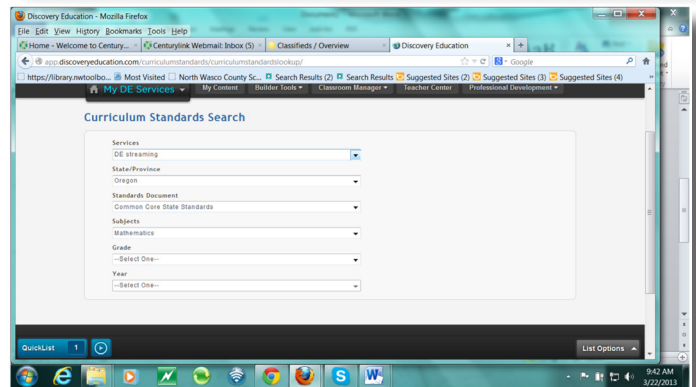 Discovery Education - Mozilla Firefox
File Edit View History Bookmarks Tools Help
Home - Welcome to Century... × Centurylink Webmail: Inbox (5) × Classifieds / Overview × Discovery Education × +
app.discoveryeducation.com/curriculumstandards/curriculumstandardslookup/ Google
https://library.nwtoolbo... Most Visited North Wasco County Sc... Search Results (2) Search Results Suggested Sites (2) Suggested Sites (3) Suggested Sites (4) »
My DE Services My Content Builder Tools Classroom Manager Teacher Center Professional Development
Curriculum Standards Search
Services
DE streaming
State/Province
Oregon
Standards Document
Common Core State Standards
Subjects
Mathematics
Grade
--Select One--
Year
--Select One--
QuickList 1 List Options
9:42 AM
3/22/2013